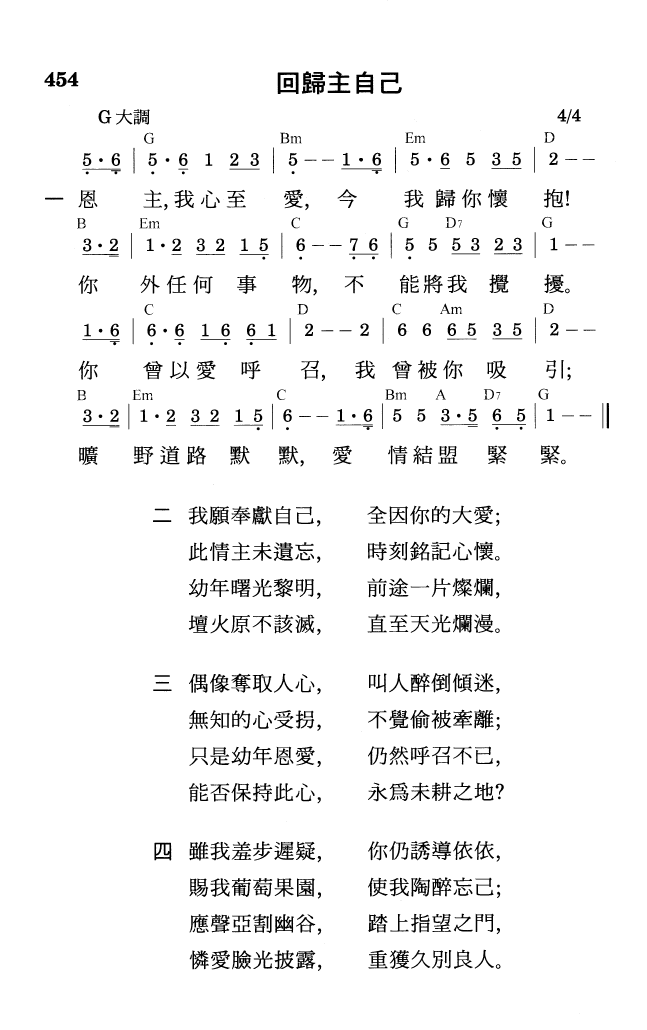 454 回歸主自己
G 大調 4/4
G Bm Em D
5·6 | 5·6 1 2 3 | 5 - - 1·6 | 5·6 5 3 5 | 2 - -
一 恩 主,我心至 愛, 今 我 歸你懷 抱!
B Em C G D7 G
3·2 | 1·2 3 2 1 5 | 6 - - 7 6 | 5 5 5 3 2 3 | 1 - -
你 外任何 事 物, 不 能將我 攪 擾。
C D C Am D
1·6 | 6·6 1 6 6 1 | 2 - - 2 | 6 6 6 5 3 5 | 2 - -
你 曾以愛 呼 召, 我 曾被你 吸 引;
B Em C Bm A D7 G
3·2 | 1·2 3 2 1 5 | 6 - - 1·6 | 5 5 3·5 6 5 | 1 - - ‖
曠 野道路 默 默, 愛 情結盟 緊 緊。
二 我願奉獻自己, 全因你的大愛;
此情主未遺忘, 時刻銘記心懷。
幼年曙光黎明, 前途一片燦爛,
壇火原不該滅, 直至天光爛漫。
三 偶像奪取人心, 叫人醉倒傾迷,
無知的心受拐, 不覺偷被牽離;
只是幼年恩愛, 仍然呼召不已,
能否保持此心, 永爲未耕之地?
四 雖我羞步遲疑, 你仍誘導依依,
賜我葡萄果園, 使我陶醉忘己;
應聲亞割幽谷, 踏上指望之門,
憐愛臉光披露, 重獲久別良人。